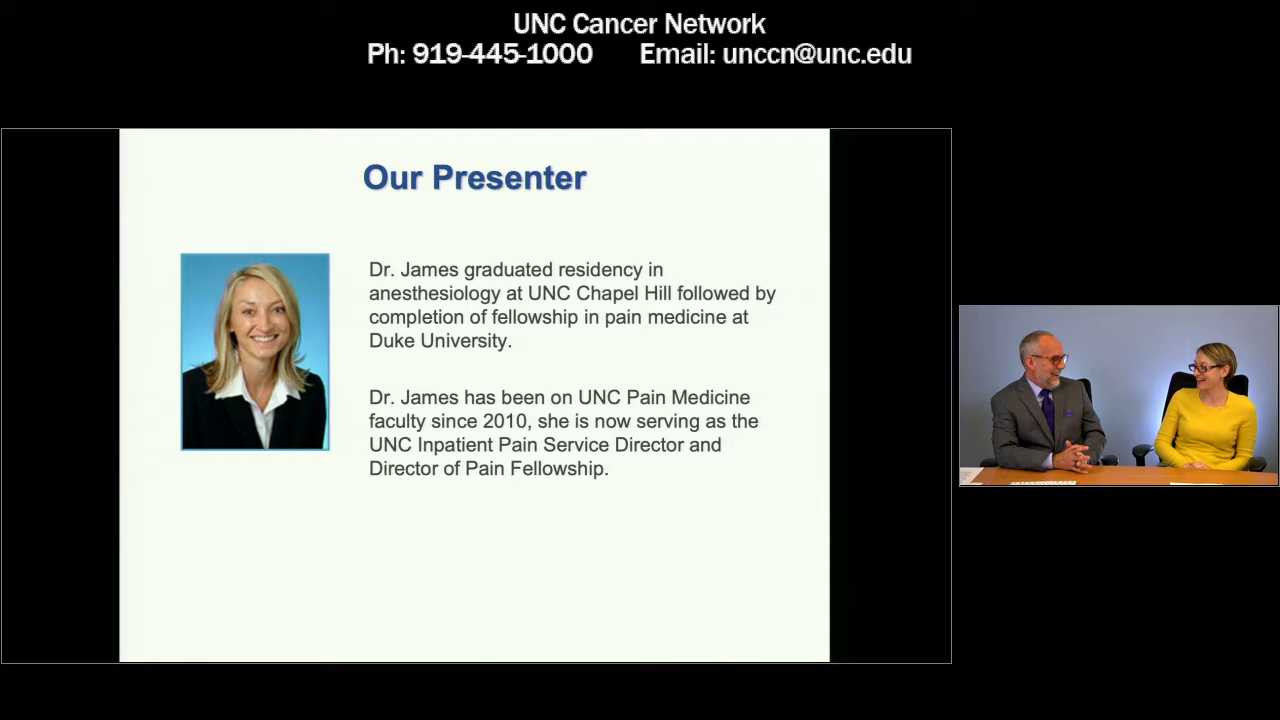 UNC Cancer Network
Ph: 919-445-1000 Email: unccn@unc.edu
Our Presenter
Dr. James graduated residency in
anesthesiology at UNC Chapel Hill followed by
completion of fellowship in pain medicine at
Duke University.
Dr. James has been on UNC Pain Medicine
faculty since 2010, she is now serving as the
UNC Inpatient Pain Service Director and
Director of Pain Fellowship.